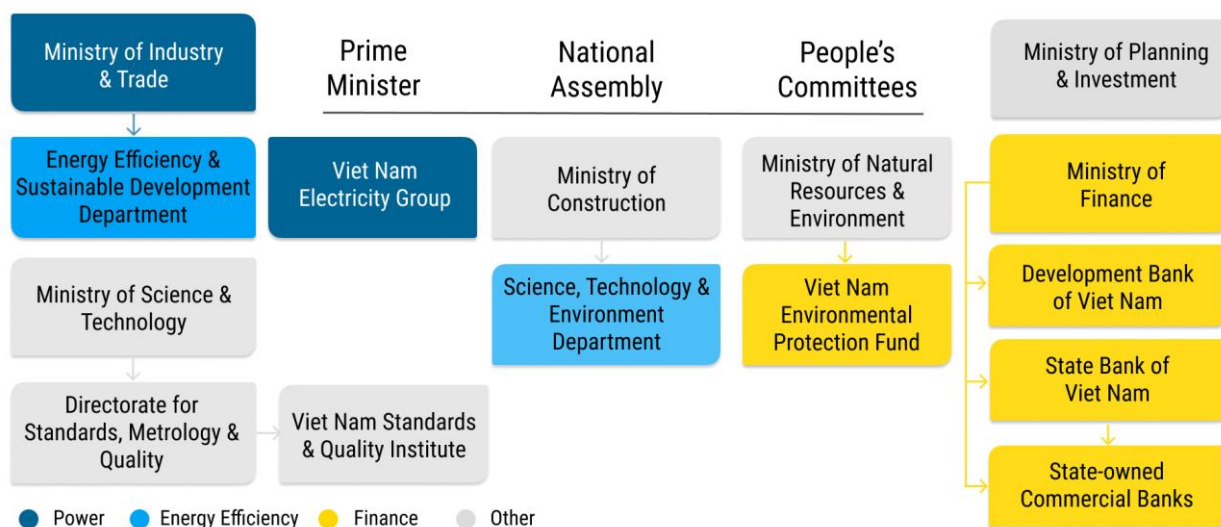 Ministry of Industry
& Trade
Prime
Minister
National
Assembly
People's
Committees
Ministry of Planning
& Investment
Energy Efficiency &
Sustainable Development
Department
Viet Nam
Electricity Group
Ministry of
Construction
Ministry of Natural
Resources &
Environment
Ministry of
Finance
Ministry of Science &
Technology
Science, Technology &
Environment
Department
Viet Nam
Environmental
Protection Fund
Development Bank
of Viet Nam
State Bank of
Viet Nam
Directorate for
Standards, Metrology &
Quality
Viet Nam Standards
& Quality Institute
State-owned
Commercial Banks
Power
Energy Efficiency
Finance
Other